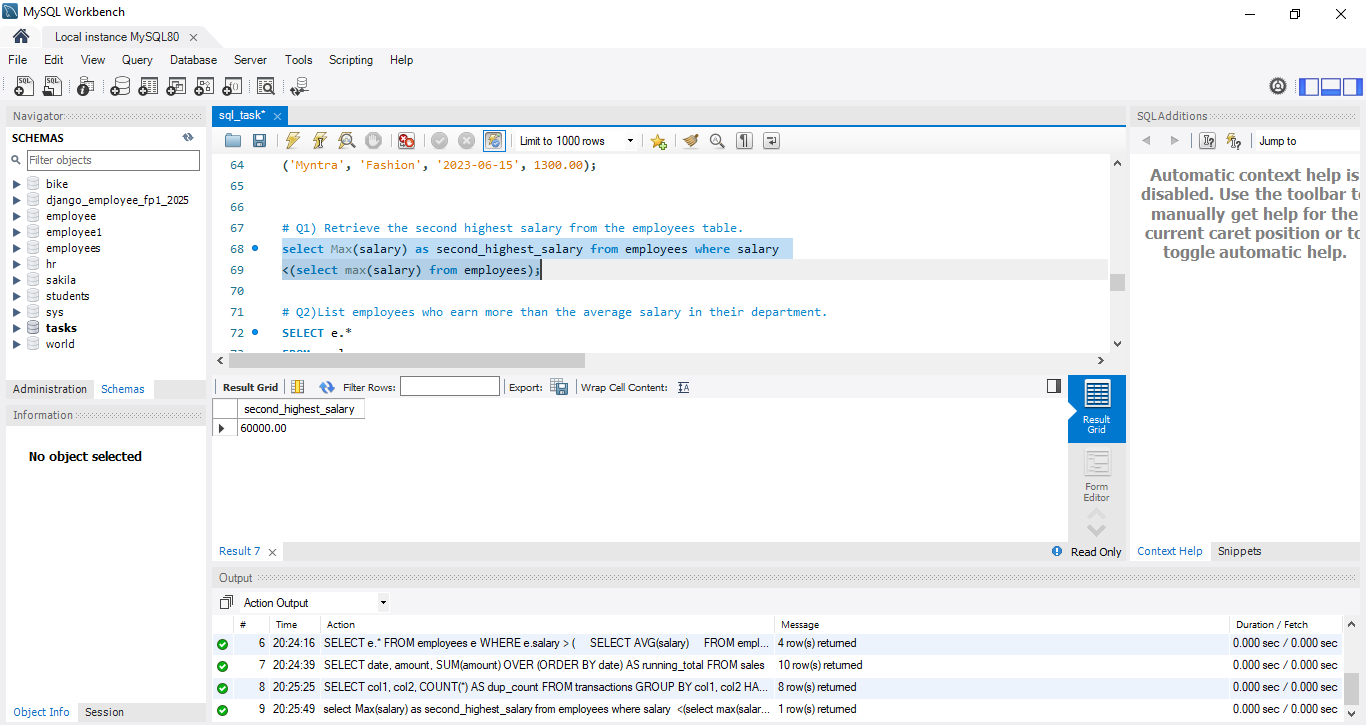 MySQL Workbench
Local instance MySQL80
File Edit View Query Database Server Tools Scripting Help
Navigator
SCHEMAS
Filter objects
bike
django_employee_fp1_2025
employee
employee1
employees
hr
sakila
students
sys
tasks
world
Administration Schemas
Information
No object selected
Object Info Session
sql_task*
Limit to 1000 rows
64 ('Myntra', 'Fashion', '2023-06-15', 1300.00);
65
66
67 # Q1) Retrieve the second highest salary from the employees table.
68 select Max(salary) as second_highest_salary from employees where salary
69 <(select max(salary) from employees);
70
71 # Q2)List employees who earn more than the average salary in their department.
72 SELECT e.*
Result Grid Filter Rows: Export: Wrap Cell Content:
second_highest_salary
60000.00
Result Grid
Form Editor
Result 7
Read Only
SQLAdditions
Jump to
Automatic context help is
disabled. Use the toolbar to
manually get help for the
current caret position or to
toggle automatic help.
Context Help Snippets
Output
Action Output
# Time Action Message Duration / Fetch
6 20:24:16 SELECT e.* FROM employees e WHERE e.salary > ( SELECT AVG(salary) FROM empl... 4 row(s) returned 0.000 sec / 0.000 sec
7 20:24:39 SELECT date, amount, SUM(amount) OVER (ORDER BY date) AS running_total FROM sales 10 row(s) returned 0.000 sec / 0.000 sec
8 20:25:25 SELECT col1, col2, COUNT(*) AS dup_count FROM transactions GROUP BY col1, col2 HA... 8 row(s) returned 0.000 sec / 0.000 sec
9 20:25:49 select Max(salary) as second_highest_salary from employees where salary <(select max(salar... 1 row(s) returned 0.000 sec / 0.000 sec